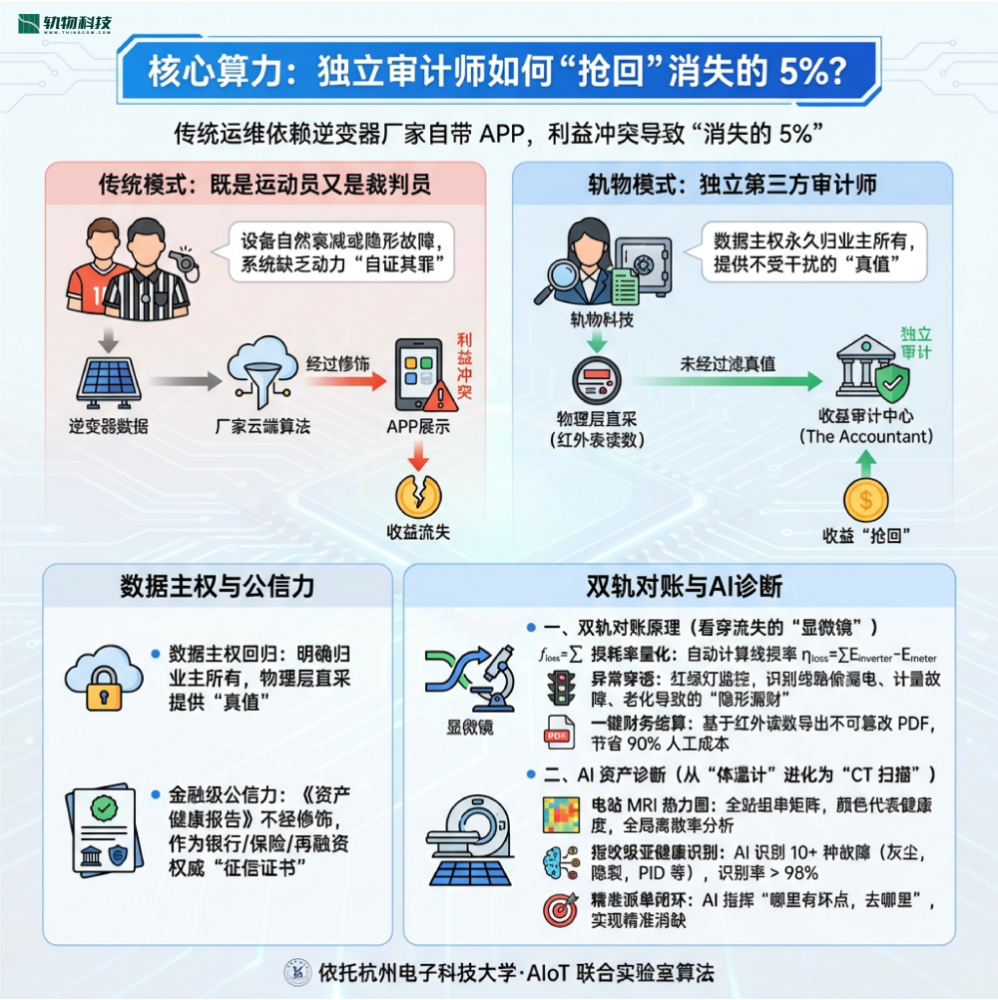 轨物科技
WWW.THINGCOM.COM
核心算力：独立审计师如何“抢回”消失的 5%？
传统运维依赖逆变器厂家自带 APP，利益冲突导致 “消失的 5%”
传统模式：既是运动员又是裁判员
设备自然衰减或隐形故障，
系统缺乏动力 “自证其罪”
逆变器数据
厂家云端算法
经过修饰
APP展示
利益冲突
收益流失
轨物模式：独立第三方审计师
数据主权永久归业主所有，
提供不受干扰的 “真值”
轨物科技
物理层直采
（红外表读数）
未经过滤真值
独立
审计
收益审计中心
（The Accountant）
收益 “抢回”
数据主权与公信力
数据主权回归：明确归
业主所有，物理层直采
提供 “真值”
金融级公信力：《资产
健康报告》不经修饰，
作为银行/保险/再融资
权威 “征信证书”
双轨对账与AI诊断
显微镜
一、双轨对账原理（看穿流失的 “显微镜”）
f loss=∑ 损耗率量化：自动计算线损率 ηloss=∑Einverter-Emeter
异常穿透：红绿灯监控，识别线路偷漏电、计量故
障、老化导致的 “隐形漏财”
PDF
一键财务结算：基于红外读数导出不可篡改 PDF，
节省 90% 人工成本
二、AI 资产诊断（从 “体温计” 进化为 “CT 扫描”）
电站 MRI 热力图：全站组串矩阵，颜色代表健康
度，全局离散率分析
指纹级亚健康识别：AI 识别 10+ 种故障（灰尘，
隐裂，PID 等），识别率 > 98%
精准派单闭环：AI 指挥 “哪里有坏点，去哪里”，
实现精准消缺
依托杭州电子科技大学·AIoT 联合实验室算法